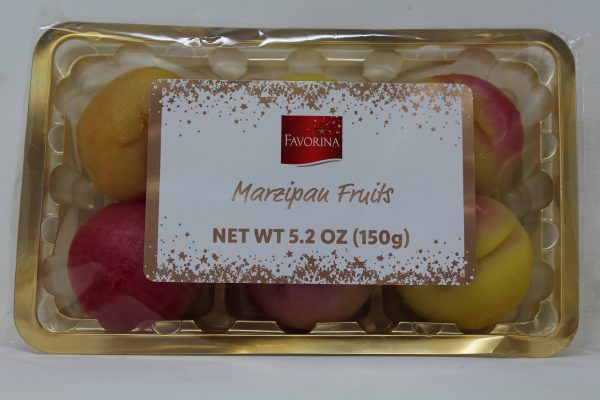 FAVORINA
Marzipan Fruits
NET WT 5.2 OZ (150g)